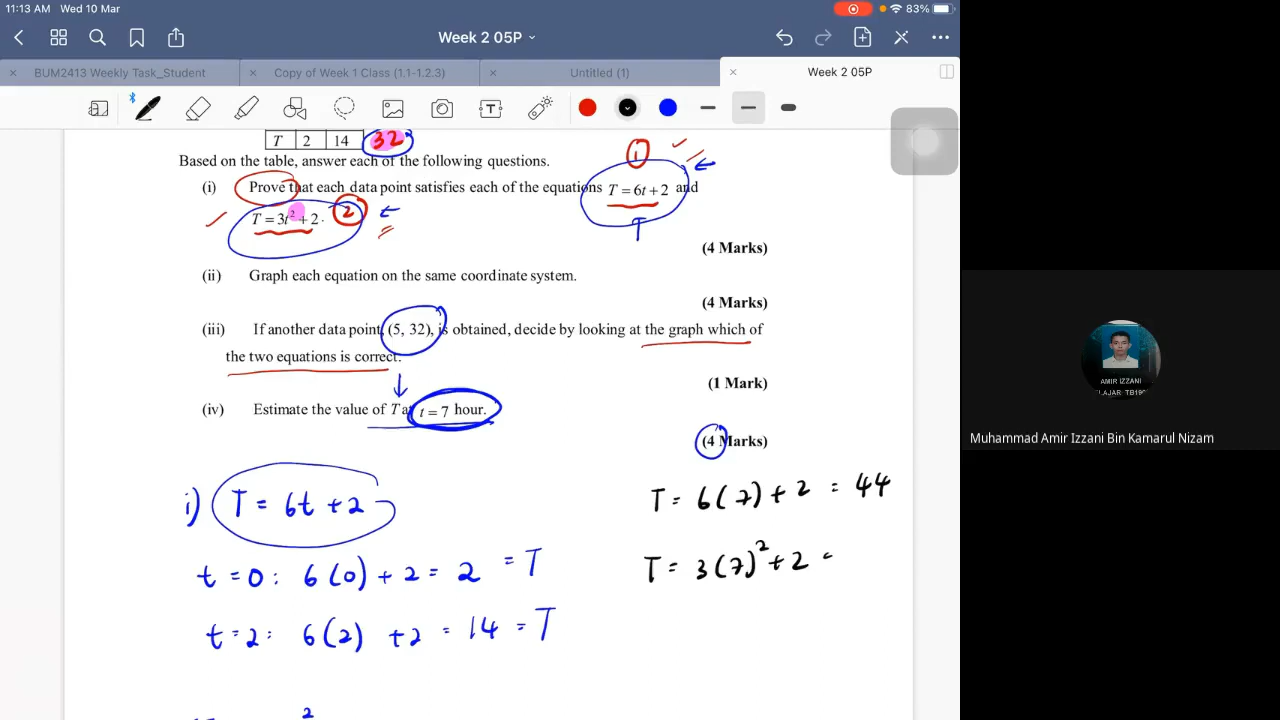 11:13 AM Wed 10 Mar
83%
Week 2 05P
BUM2413 Weekly Task_Student
Copy of Week 1 Class (1.1-1.2.3)
Untitled (1)
Week 2 05P
T 2 14 32
Based on the table, answer each of the following questions.
1
(i) Prove that each data point satisfies each of the equations T = 6t + 2 and
T = 3t² + 2. 2
(4 Marks)
(ii) Graph each equation on the same coordinate system.
(4 Marks)
(iii) If another data point, (5, 32), is obtained, decide by looking at the graph which of
the two equations is correct.
(1 Mark)
(iv) Estimate the value of T at t = 7 hour.
(4 Marks)
i) T = 6t + 2
T = 6(7) + 2 = 44
t = 0 : 6(0) + 2 = 2 = T
T = 3(7)² + 2 =
t = 2 : 6(2) + 2 = 14 = T
2
AMIR IZZANI
Muhammad Amir Izzani Bin Kamarul Nizam